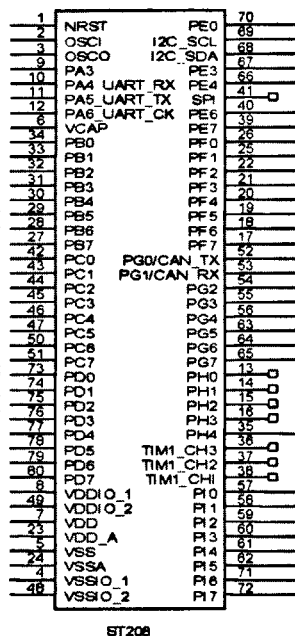 1 NRST PE0 70
2 OSCI I2C_SCL 69
3 OSCO I2C_SDA 68
9 PA3 PE3 67
10 PA4_UART_RX PE4 66
11 PA5_UART_TX SPI 41
12 PA6_UART_CK PE6 40
6 VCAP PE7 39
34 PB0 PF0 26
33 PB1 PF1 25
32 PB2 PF2 22
31 PB3 PF3 21
30 PB4 PF4 20
29 PB5 PF5 19
28 PB6 PF6 18
27 PB7 PF7 17
42 PC0 PG0/CAN_TX 52
43 PC1 PG1/CAN_RX 53
44 PC2 PG2 54
45 PC3 PG3 55
46 PC4 PG4 56
47 PC5 PG5 63
50 PC6 PG6 64
51 PC7 PG7 65
73 PD0 PH0 13
74 PD1 PH1 14
75 PD2 PH2 15
76 PD3 PH3 16
77 PD4 PH4 35
78 PD5 TIM1_CH3 36
79 PD6 TIM1_CH2 37
80 PD7 TIM1_CHI 38
8 VDDIO_1 PI0 57
49 VDDIO_2 PI1 58
7 VDD PI2 59
23 VDD_A PI3 60
5 VSS PI4 61
24 VSSA PI5 62
4 VSSIO_1 PI6 71
48 VSSIO_2 PI7 72
ST208